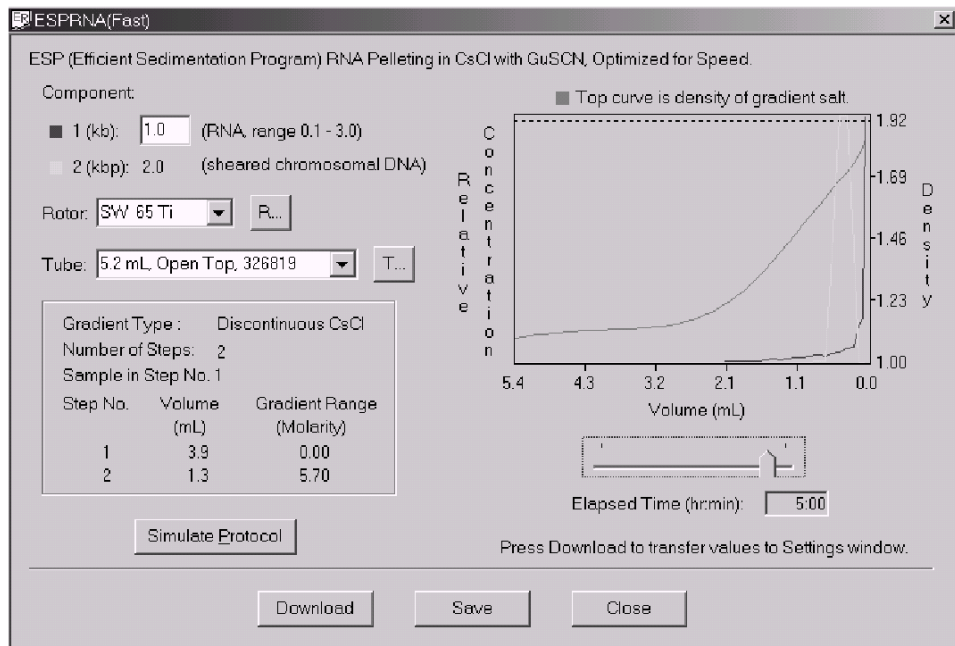 ER ESPRNA(Fast)
ESP (Efficient Sedimentation Program) RNA Pelleting in CsCl with GuSCN, Optimized for Speed.
Component:
1 (kb): 1.0 (RNA, range 0.1 - 3.0)
2 (kbp): 2.0 (sheared chromosomal DNA)
Rotor: SW 65 Ti R...
Tube: 5.2 mL, Open Top, 326819 T...
Gradient Type : Discontinuous CsCl
Number of Steps: 2
Sample in Step No. 1
Step No. Volume Gradient Range
(mL) (Molarity)
1 3.9 0.00
2 1.3 5.70
Simulate Protocol
Top curve is density of gradient salt.
Relative
Concentration
1.92
1.69
1.46
1.23
1.00
Density
5.4 4.3 3.2 2.1 1.1 0.0
Volume (mL)
Elapsed Time (hr:min): 5:00
Press Download to transfer values to Settings window.
Download Save Close